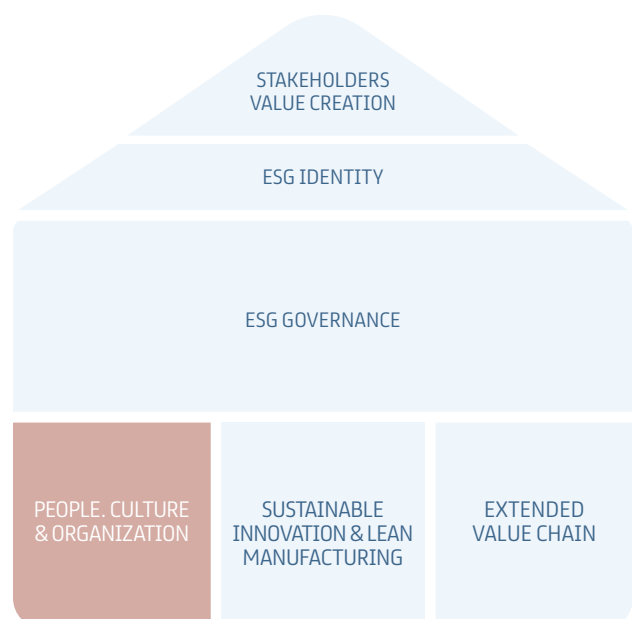 STAKEHOLDERS
VALUE CREATION
ESG IDENTITY
ESG GOVERNANCE
PEOPLE. CULTURE
& ORGANIZATION
SUSTAINABLE
INNOVATION & LEAN
MANUFACTURING
EXTENDED
VALUE CHAIN